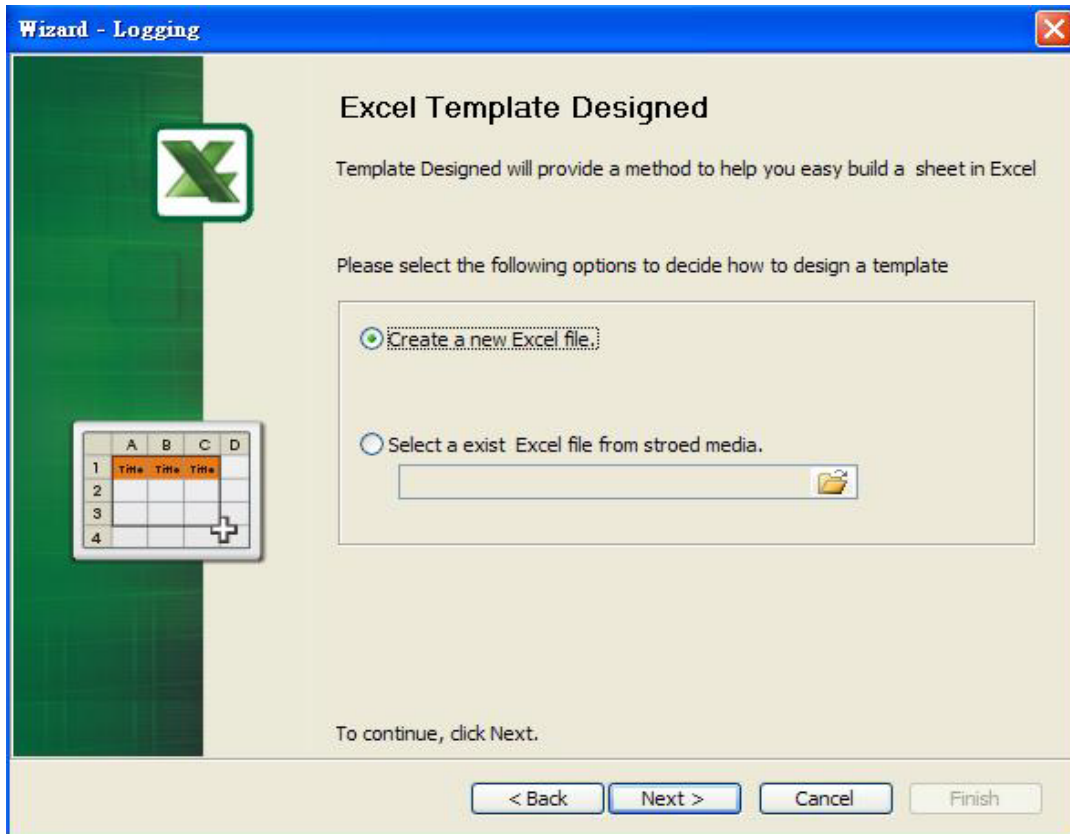 Wizard - Logging
Excel Template Designed
Template Designed will provide a method to help you easy build a sheet in Excel
Please select the following options to decide how to design a template
Create a new Excel file.
Select a exist Excel file from stroed media.
A B C D
1 Title Title Title
2
3
4
To continue, click Next.
< Back Next > Cancel Finish